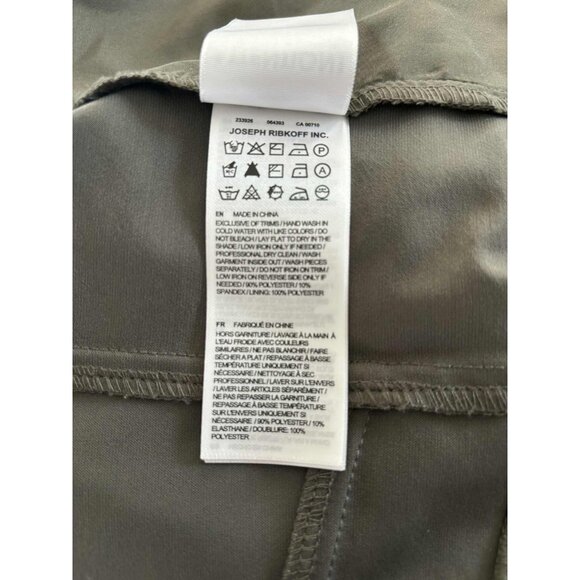 233926 064393 CA 00710
JOSEPH RIBKOFF INC.
P
A
EN MADE IN CHINA
EXCLUSIVE OF TRIMS / HAND WASH IN
COLD WATER WITH LIKE COLORS / DO
NOT BLEACH / LAY FLAT TO DRY IN THE
SHADE / LOW IRON ONLY IF NEEDED /
PROFESSIONAL DRY CLEAN / WASH
GARMENT INSIDE OUT / WASH PIECES
SEPARATELY / DO NOT IRON ON TRIM /
LOW IRON ON REVERSE SIDE ONLY IF
NEEDED / 90% POLYESTER / 10%
SPANDEX / LINING: 100% POLYESTER
FR FABRIQUÉ EN CHINE
HORS GARNITURE / LAVAGE À LA MAIN À
L'EAU FROIDE AVEC COULEURS
SIMILAIRES / NE PAS BLANCHIR / FAIRE
SÉCHER A PLAT / REPASSAGE À BASSE
TEMPÉRATURE UNIQUEMENT SI
NÉCESSAIRE / NETTOYAGE À SEC
PROFESSIONNEL / LAVER SUR L'ENVERS
/ LAVER LES ARTICLES SÉPARÉMENT /
NE PAS REPASSER LA GARNITURE /
REPASSAGE À BASSE TEMPÉRATURE
SUR L'ENVERS UNIQUEMENT SI
NÉCESSAIRE / 90% POLYESTER / 10%
ELASTHANE / DOUBLURE: 100%
POLYESTER